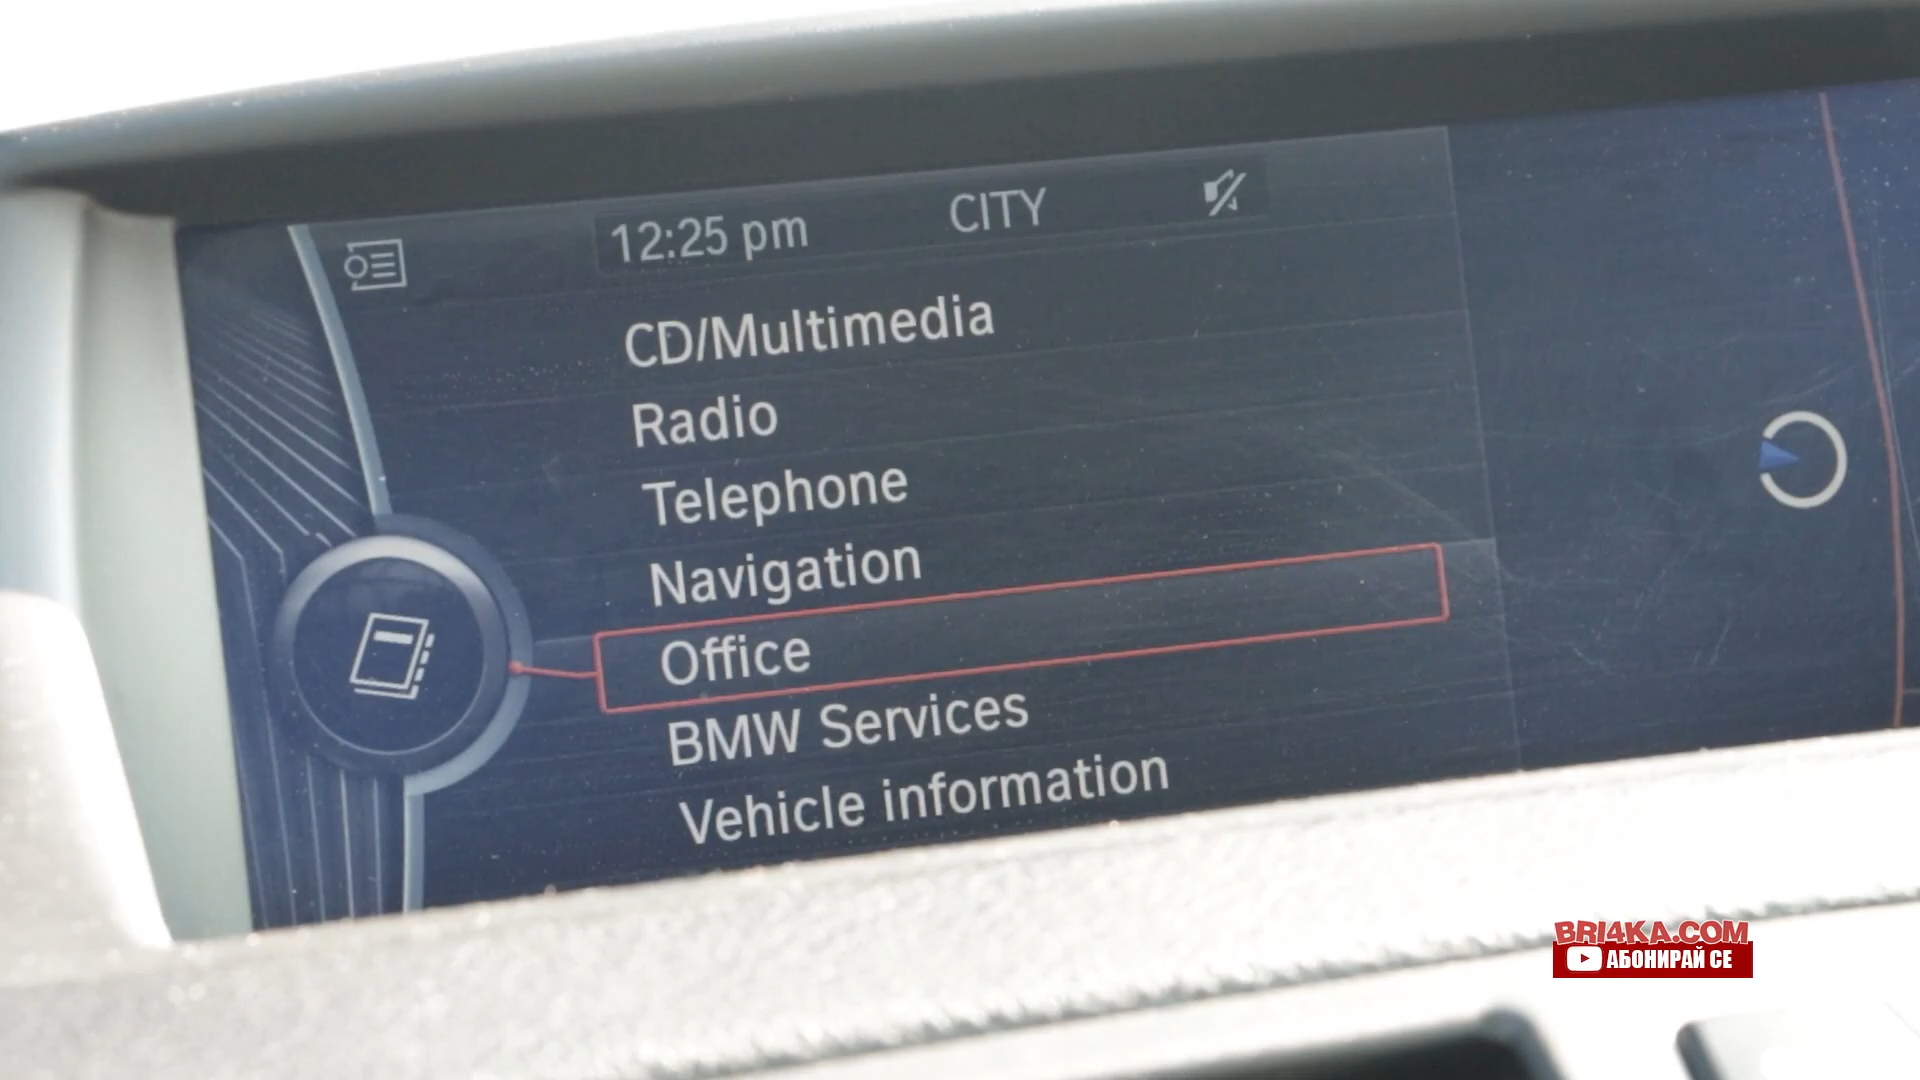 12:25 pm CITY
CD/Multimedia
Radio
Telephone
Navigation
Office
BMW Services
Vehicle information
BRI4KA.COM
АБОНИРАЙ СЕ